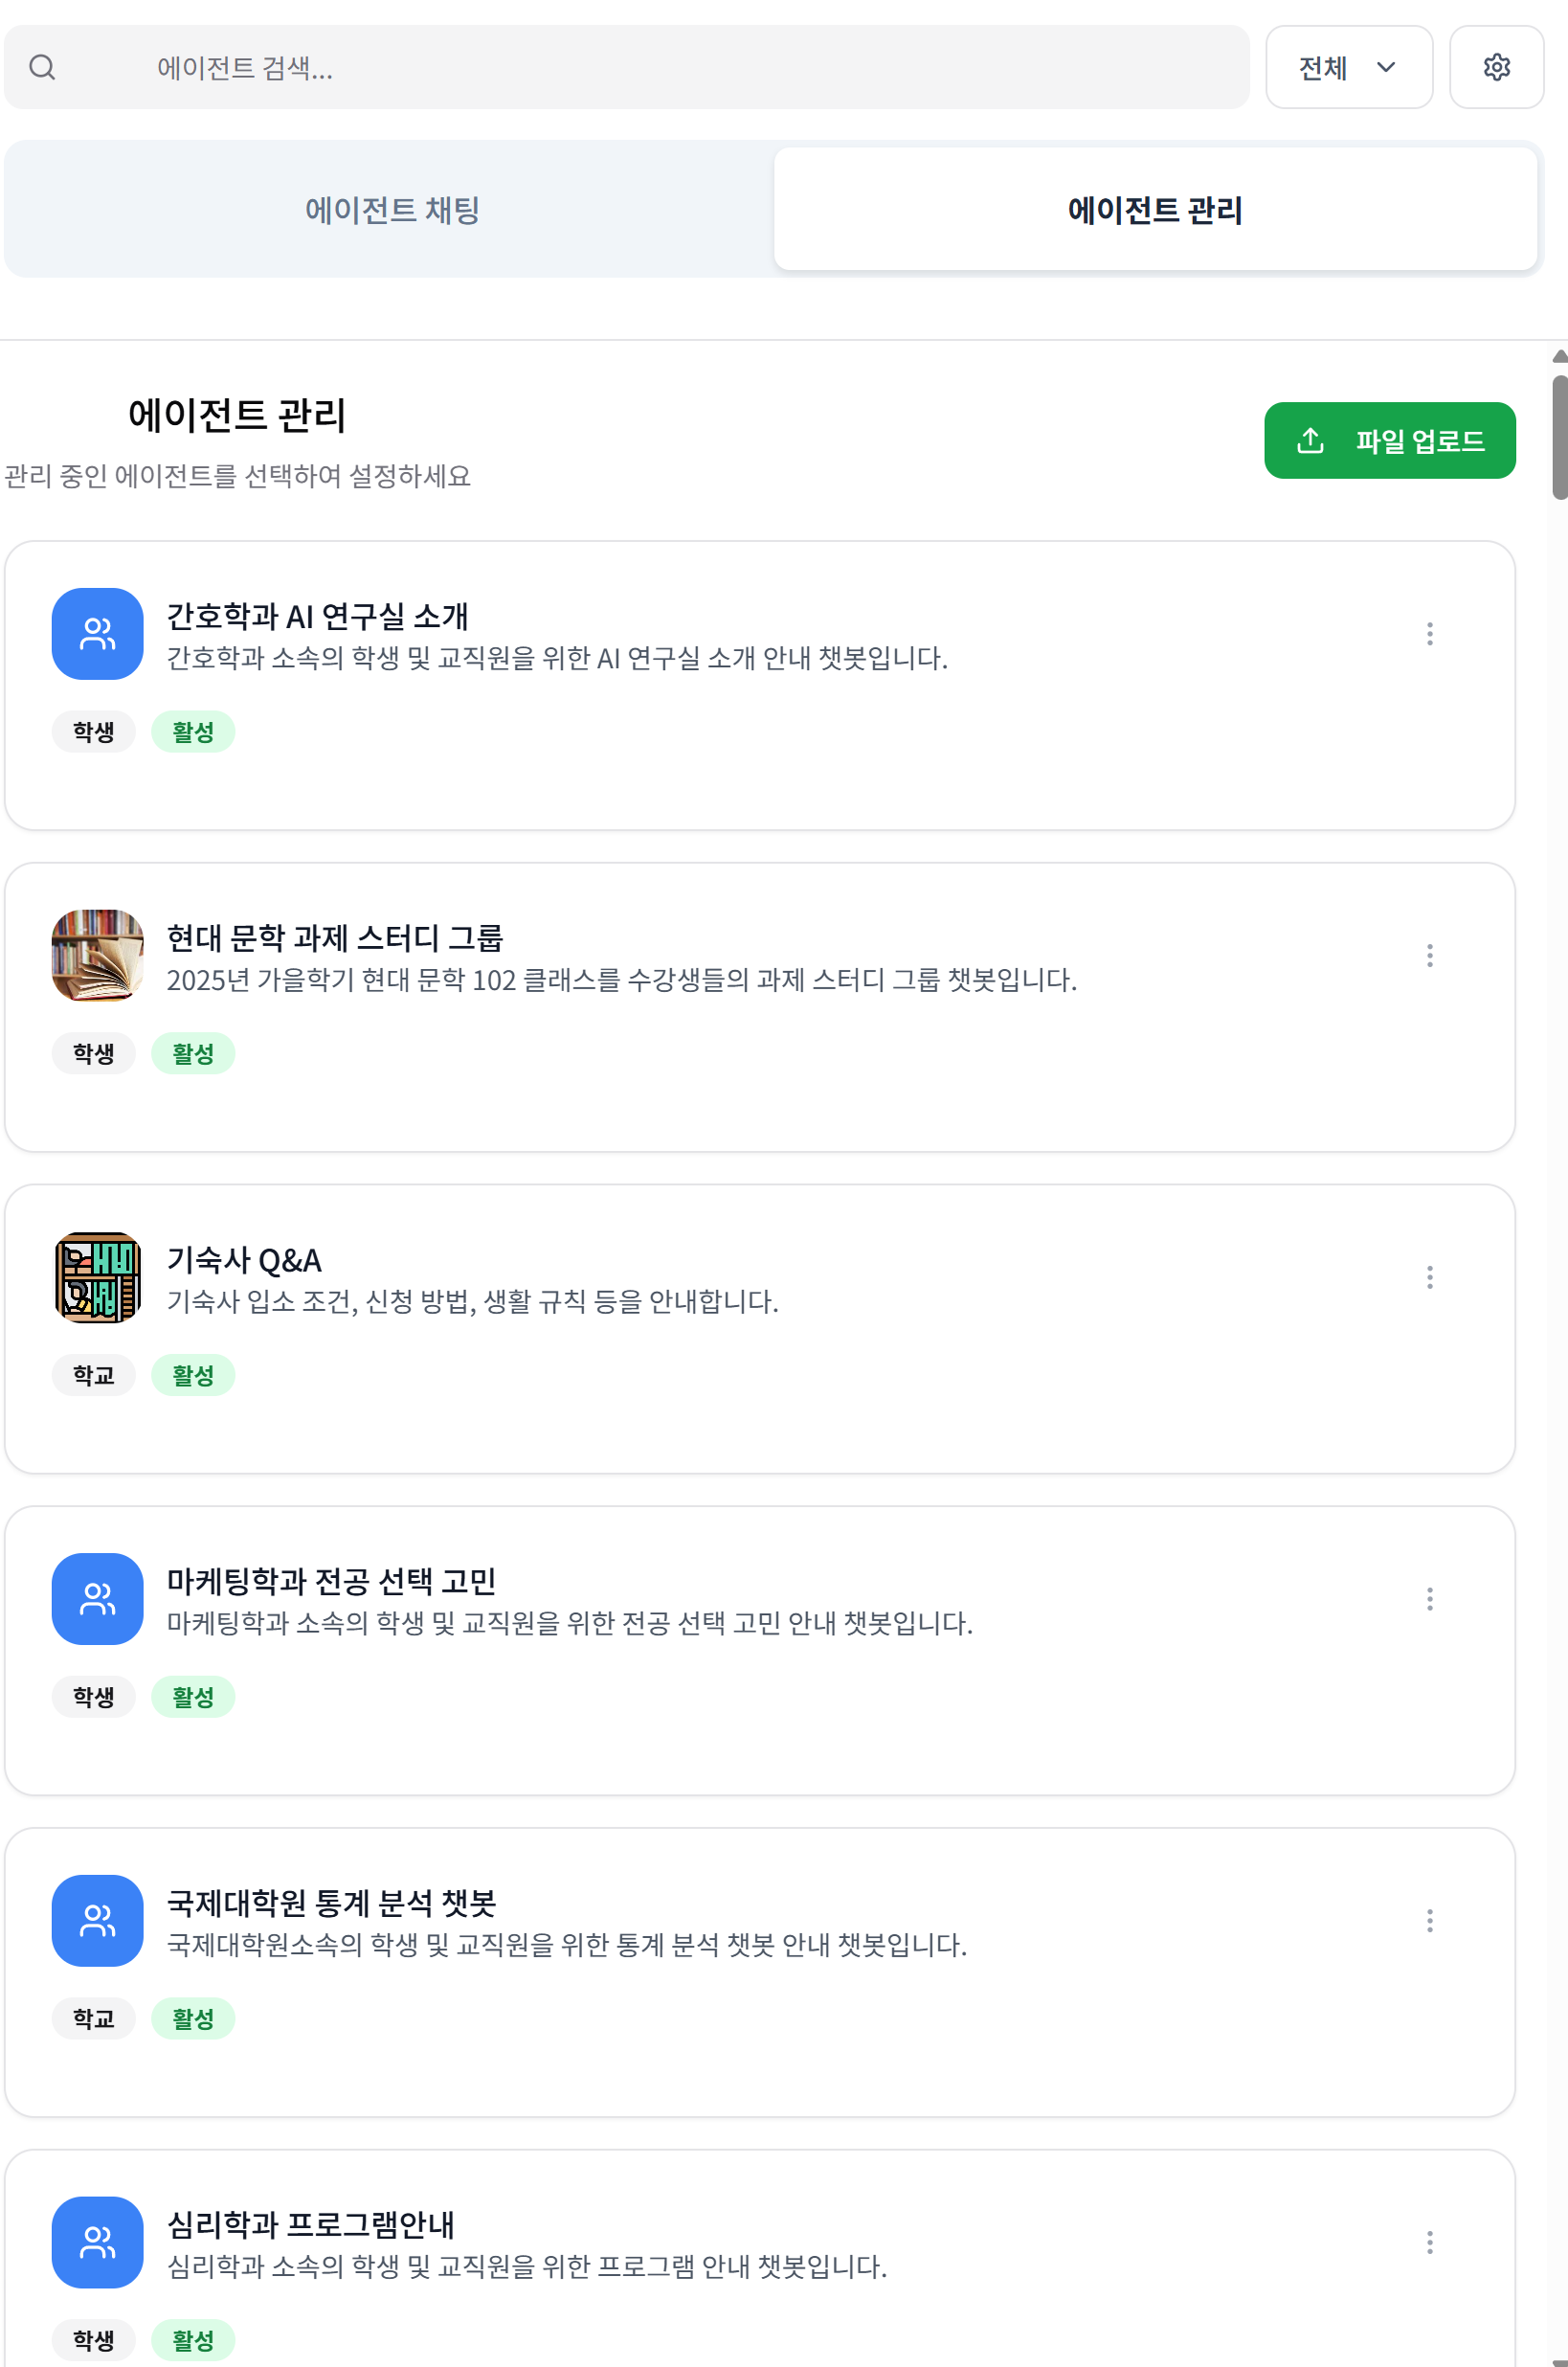 에이전트 검색...
전체
에이전트 채팅
에이전트 관리
에이전트 관리
관리 중인 에이전트를 선택하여 설정하세요
파일 업로드
간호학과 AI 연구실 소개
간호학과 소속의 학생 및 교직원을 위한 AI 연구실 소개 안내 챗봇입니다.
학생
활성
현대 문학 과제 스터디 그룹
2025년 가을학기 현대 문학 102 클래스를 수강생들의 과제 스터디 그룹 챗봇입니다.
학생
활성
기숙사 Q&A
기숙사 입소 조건, 신청 방법, 생활 규칙 등을 안내합니다.
학교
활성
마케팅학과 전공 선택 고민
마케팅학과 소속의 학생 및 교직원을 위한 전공 선택 고민 안내 챗봇입니다.
학생
활성
국제대학원 통계 분석 챗봇
국제대학원소속의 학생 및 교직원을 위한 통계 분석 챗봇 안내 챗봇입니다.
학교
활성
심리학과 프로그램안내
심리학과 소속의 학생 및 교직원을 위한 프로그램 안내 챗봇입니다.
학생
활성